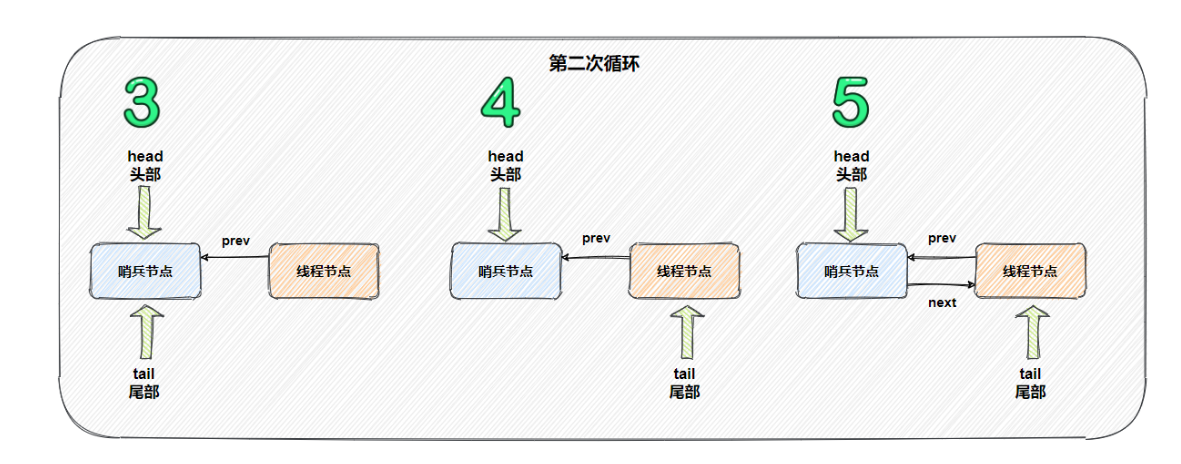 第二次循环
3
4
5
head
头部
head
头部
head
头部
prev
prev
prev
哨兵节点
线程节点
哨兵节点
线程节点
哨兵节点
线程节点
next
tail
尾部
tail
尾部
tail
尾部